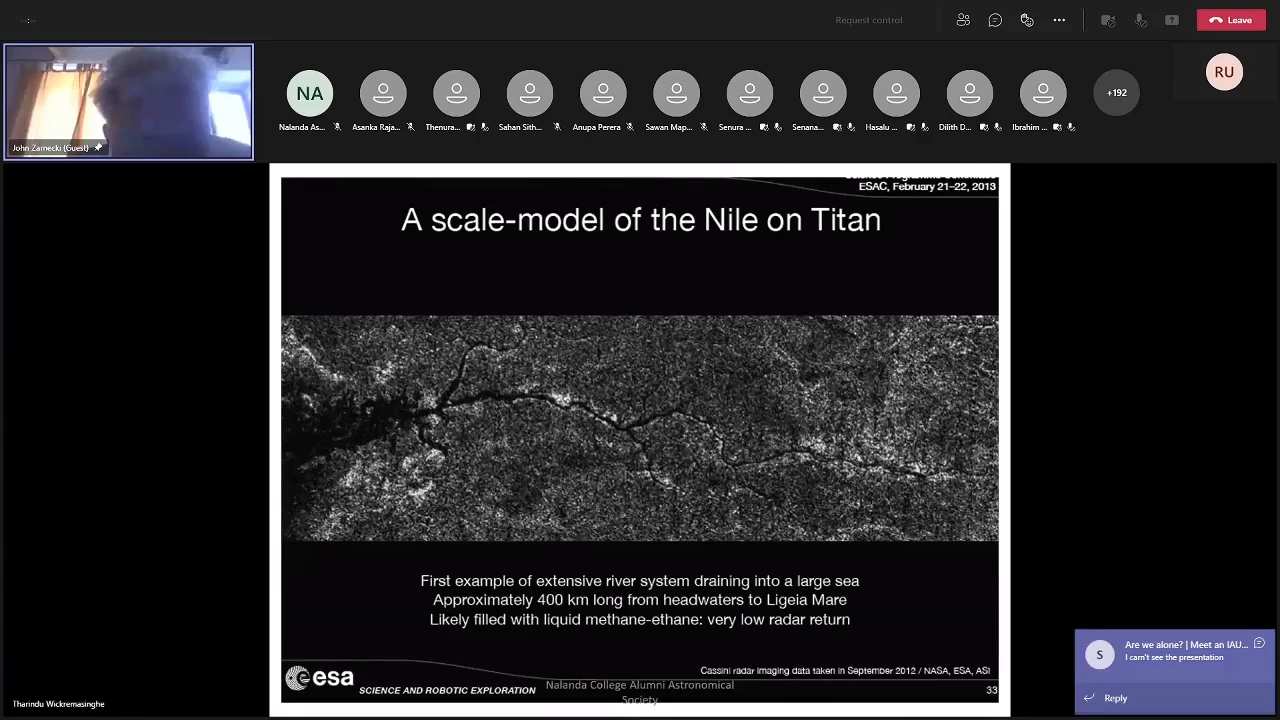 Request control
Leave
NA
+192
RU
John Zarnecki (Guest)
Nalanda As...
Asanka Raja...
Thenura...
Sahan Sith...
Anupa Perera
Sawan Map...
Senura ...
Senana...
Hasalu ...
Dilith D...
Ibrahim ...
ESAC, February 21–22, 2013
A scale-model of the Nile on Titan
First example of extensive river system draining into a large sea
Approximately 400 km long from headwaters to Ligeia Mare
Likely filled with liquid methane-ethane: very low radar return
Cassini radar imaging data taken in September 2012 / NASA, ESA, ASI
esa
SCIENCE AND ROBOTIC EXPLORATION
Nalanda College Alumni Astronomical
Society
33
Tharindu Wickremasinghe
S
Are we alone? | Meet an IAU...
I can't see the presentation
Reply